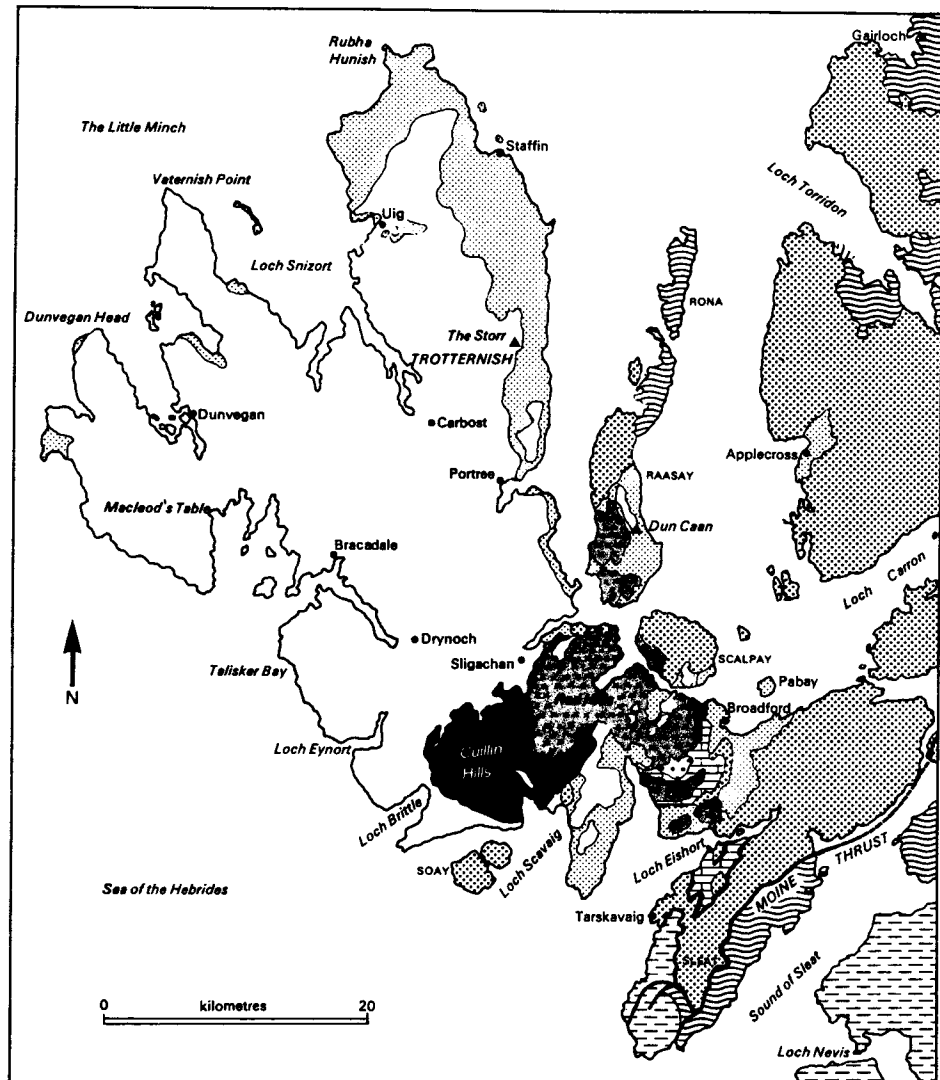 Rubha
Hunish
Gairloch
The Little Minch
Staffin
Loch Torridon
Vaternish Point
Uig
Loch Snizort
RONA
Dunvegan Head
The Storr
TROTTERNISH
Dunvegan
Carbost
Applecross
Portree
RAASAY
Macleod's Table
Dun Caan
Bracadale
Loch Carron
N
Drynoch
Talisker Bay
Sligachan
SCALPAY
Pabay
Broadford
Loch Eynort
Cuillin
Hills
Loch Brittle
Loch Scavaig
Loch Eishort
MOINE THRUST
SOAY
Sea of the Hebrides
Tarskavaig
SLEAT
Sound of Sleat
0 kilometres 20
Loch Nevis